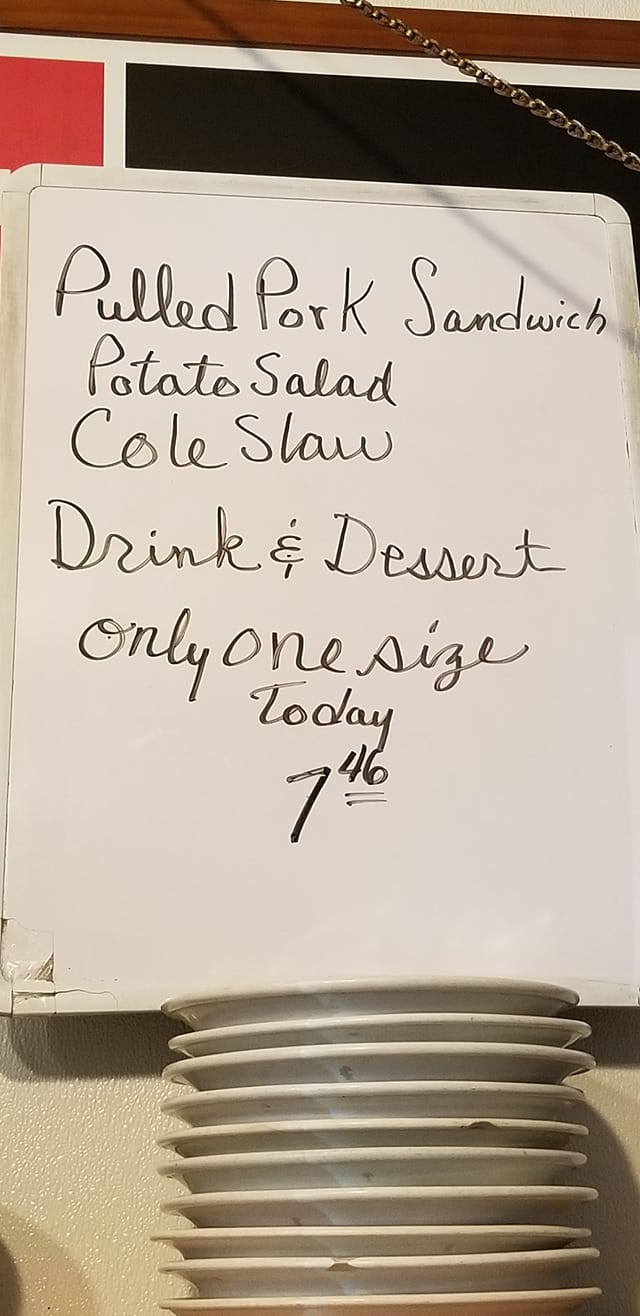 Pulled Pork Sandwich
Potato Salad
Cole Slaw
Drink & Dessert
only one size
Today
7 46